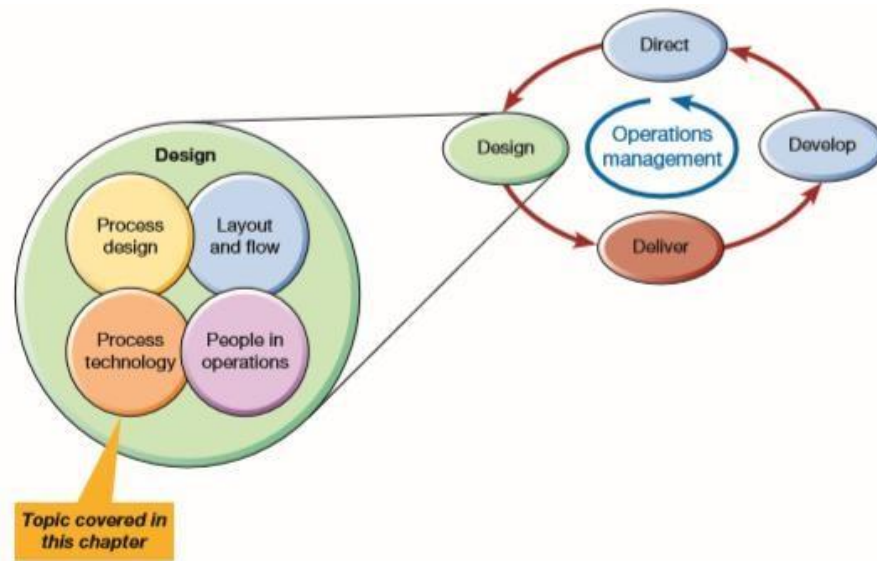 Design
Process
design
Layout
and flow
Process
technology
People in
operations
Topic covered in
this chapter
Direct
Design
Operations
management
Develop
Deliver